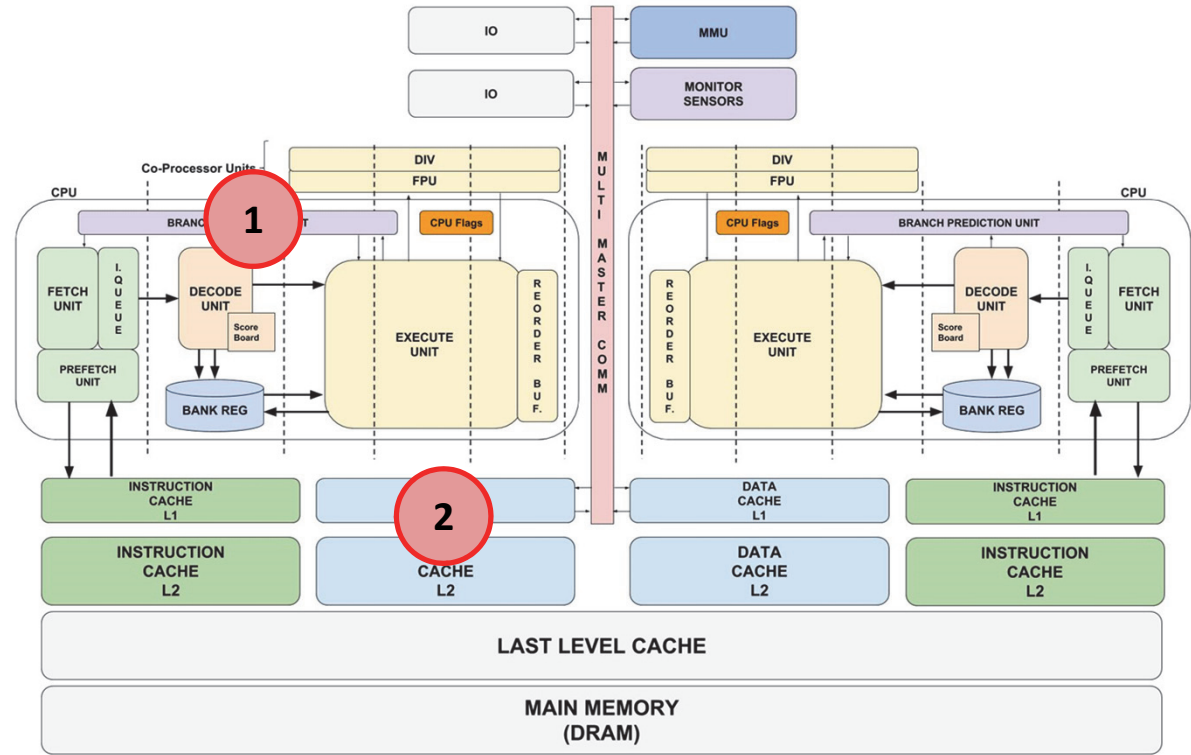 IO
MMU
IO
MONITOR
SENSORS
MULTI MASTER COMM
Co-Processor Units
DIV
FPU
DIV
FPU
CPU
CPU
1
BRANC
T
CPU Flags
CPU Flags
BRANCH PREDICTION UNIT
FETCH
UNIT
I.QUEUE
DECODE
UNIT
Score
Board
EXECUTE
UNIT
REORDER BUF.
REORDER BUF.
EXECUTE
UNIT
DECODE
UNIT
Score
Board
I.QUEUE
FETCH
UNIT
PREFETCH
UNIT
BANK REG
BANK REG
PREFETCH
UNIT
INSTRUCTION
CACHE
L1
2
DATA
CACHE
L1
INSTRUCTION
CACHE
L1
INSTRUCTION
CACHE
L2
CACHE
L2
DATA
CACHE
L2
INSTRUCTION
CACHE
L2
LAST LEVEL CACHE
MAIN MEMORY
(DRAM)